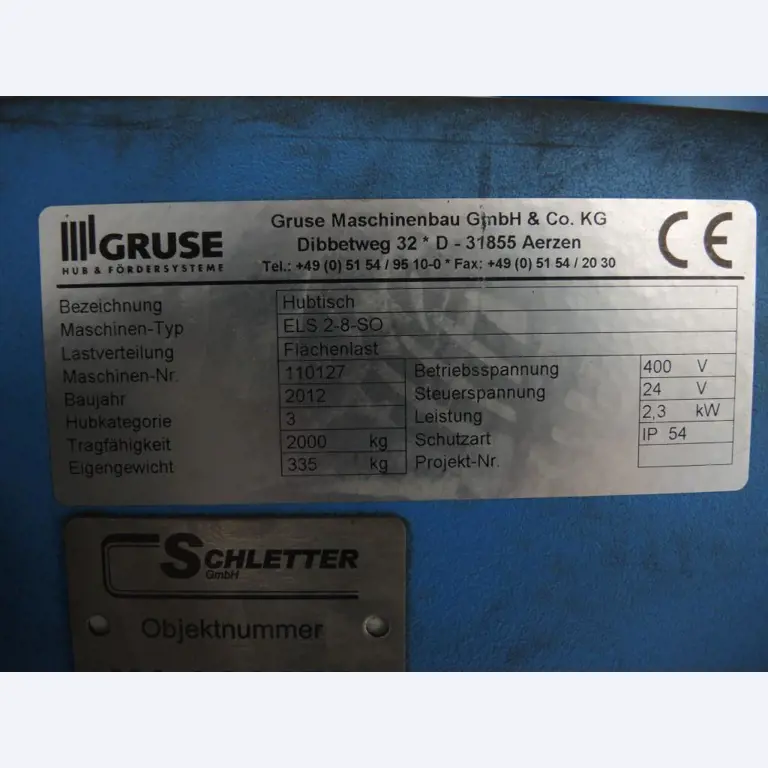 GRUSE
HUB & FÖRDERSYSTEME
Gruse Maschinenbau GmbH & Co. KG
Dibbetweg 32 * D - 31855 Aerzen
Tel.: +49 (0) 51 54 / 95 10-0 * Fax: +49 (0) 51 54 / 20 30
CE
Bezeichnung Hubtisch
Maschinen-Typ ELS 2-8-SO
Lastverteilung Flächenlast
Maschinen-Nr. 110127 Betriebsspannung 400 V
Baujahr 2012 Steuerspannung 24 V
Hubkategorie 3 Leistung 2,3 kW
Tragfähigkeit 2000 kg Schutzart IP 54
Eigengewicht 335 kg Projekt-Nr.
SCHLETTER
GmbH
Objektnummer